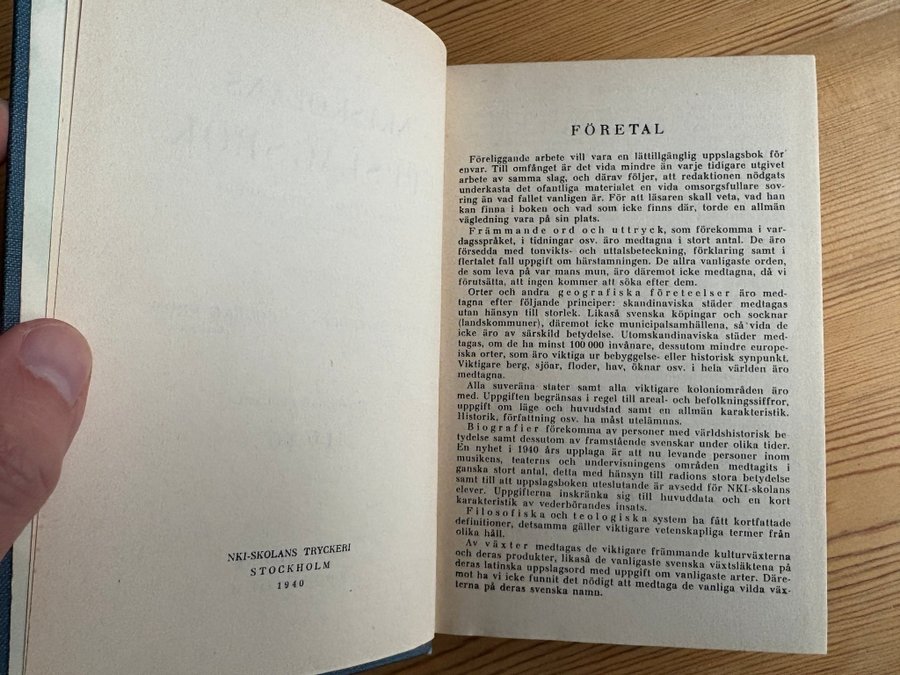 NKI-SKOLANS TRYCKERI
STOCKHOLM
1940
FÖRETAL
Föreliggande arbete vill vara en lättillgänglig uppslagsbok för
envar. Till omfånget är det vida mindre än varje tidigare utgivet
arbete av samma slag, och därav följer, att redaktionen nödgats
underkasta det ofantliga materialet en vida omsorgsfullare sov-
ring än vad fallet vanligen är. För att läsaren skall veta, vad han
kan finna i boken och vad som icke finns där, torde en allmän
vägledning vara på sin plats.
Främmande ord och uttryck, som förekomma i var-
dagsspråket, i tidningar osv. äro medtagna i stort antal. De äro
försedda med tonvikts- och uttalsbeteckning, förklaring samt i
flertalet fall uppgift om härstamningen. De allra vanligaste orden,
de som leva på var mans mun, äro däremot icke medtagna, då vi
förutsätta, att ingen kommer att söka efter dem.
Orter och andra geografiska företeelser äro med-
tagna efter följande principer: skandinaviska städer medtagas
utan hänsyn till storlek. Likaså svenska köpingar och socknar
(landskommuner), däremot icke municipalsamhällena, så vida de
icke äro av särskild betydelse. Utomskandinaviska städer med-
tagas, om de ha minst 100 000 invånare, dessutom mindre europe-
iska orter, som äro viktiga ur bebyggelse- eller historisk synpunkt.
Viktigare berg, sjöar, floder, hav, öknar osv. i hela världen äro
medtagna.
Alla suveräna stater samt alla viktigare koloniområden äro
med. Uppgiften begränsas i regel till areal- och befolkningssiffror,
uppgift om läge och huvudstad samt en allmän karakteristik.
Historik, författning osv. ha måst utelämnas.
Biografier förekomma av personer med världshistorisk be-
tydelse samt dessutom av framstående svenskar under olika tider.
En nyhet i 1940 års upplaga är att nu levande personer inom
musikens, teaterns och undervisningens områden medtagits i
ganska stort antal, detta med hänsyn till radions stora betydelse
samt till att uppslagsboken uteslutande är avsedd för NKI-skolans
elever. Uppgifterna inskränka sig till huvuddata och en kort
karakteristik av vederbörandes insats.
Filosofiska och teologiska system ha fått kortfattade
definitioner, detsamma gäller viktigare vetenskapliga termer från
olika håll.
Av växter medtagas de viktigare främmande kulturväxterna
och deras produkter, likaså de vanligaste svenska växtsläktena på
deras latinska uppslagsord med uppgift om vanligaste arter. Däre-
mot ha vi icke funnit det nödigt att medtaga de vanliga vilda väx-
terna på deras svenska namn.